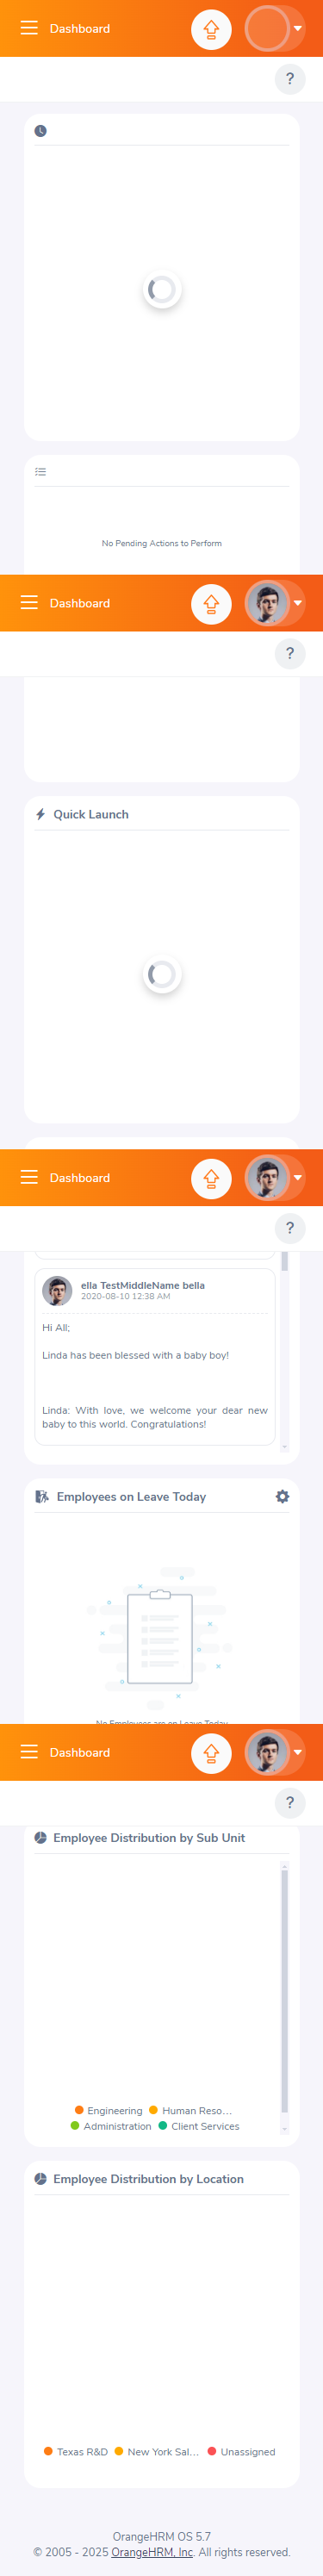 Dashboard
?
No Pending Actions to Perform
Dashboard
?
Quick Launch
Dashboard
?
ella TestMiddleName bella
2020-08-10 12:38 AM
Hi All;
Linda has been blessed with a baby boy!
Linda: With love, we welcome your dear new
baby to this world. Congratulations!
Employees on Leave Today
No Employees are on Leave Today
Dashboard
?
Employee Distribution by Sub Unit
Engineering Human Reso...
Administration Client Services
Employee Distribution by Location
Texas R&D New York Sal... Unassigned
OrangeHRM OS 5.7
© 2005 - 2025 OrangeHRM, Inc. All rights reserved.